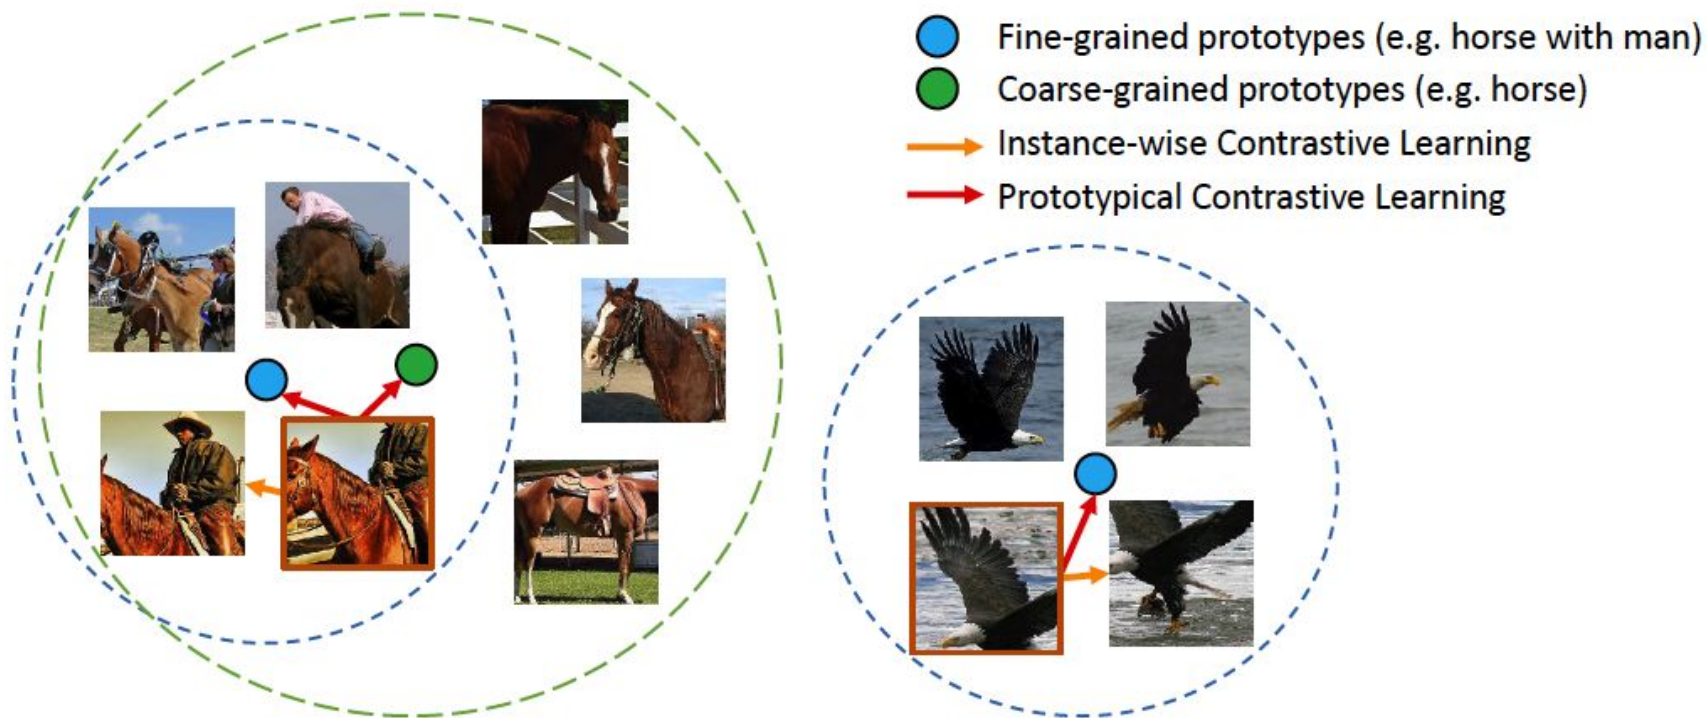 Fine-grained prototypes (e.g. horse with man)
Coarse-grained prototypes (e.g. horse)
Instance-wise Contrastive Learning
Prototypical Contrastive Learning